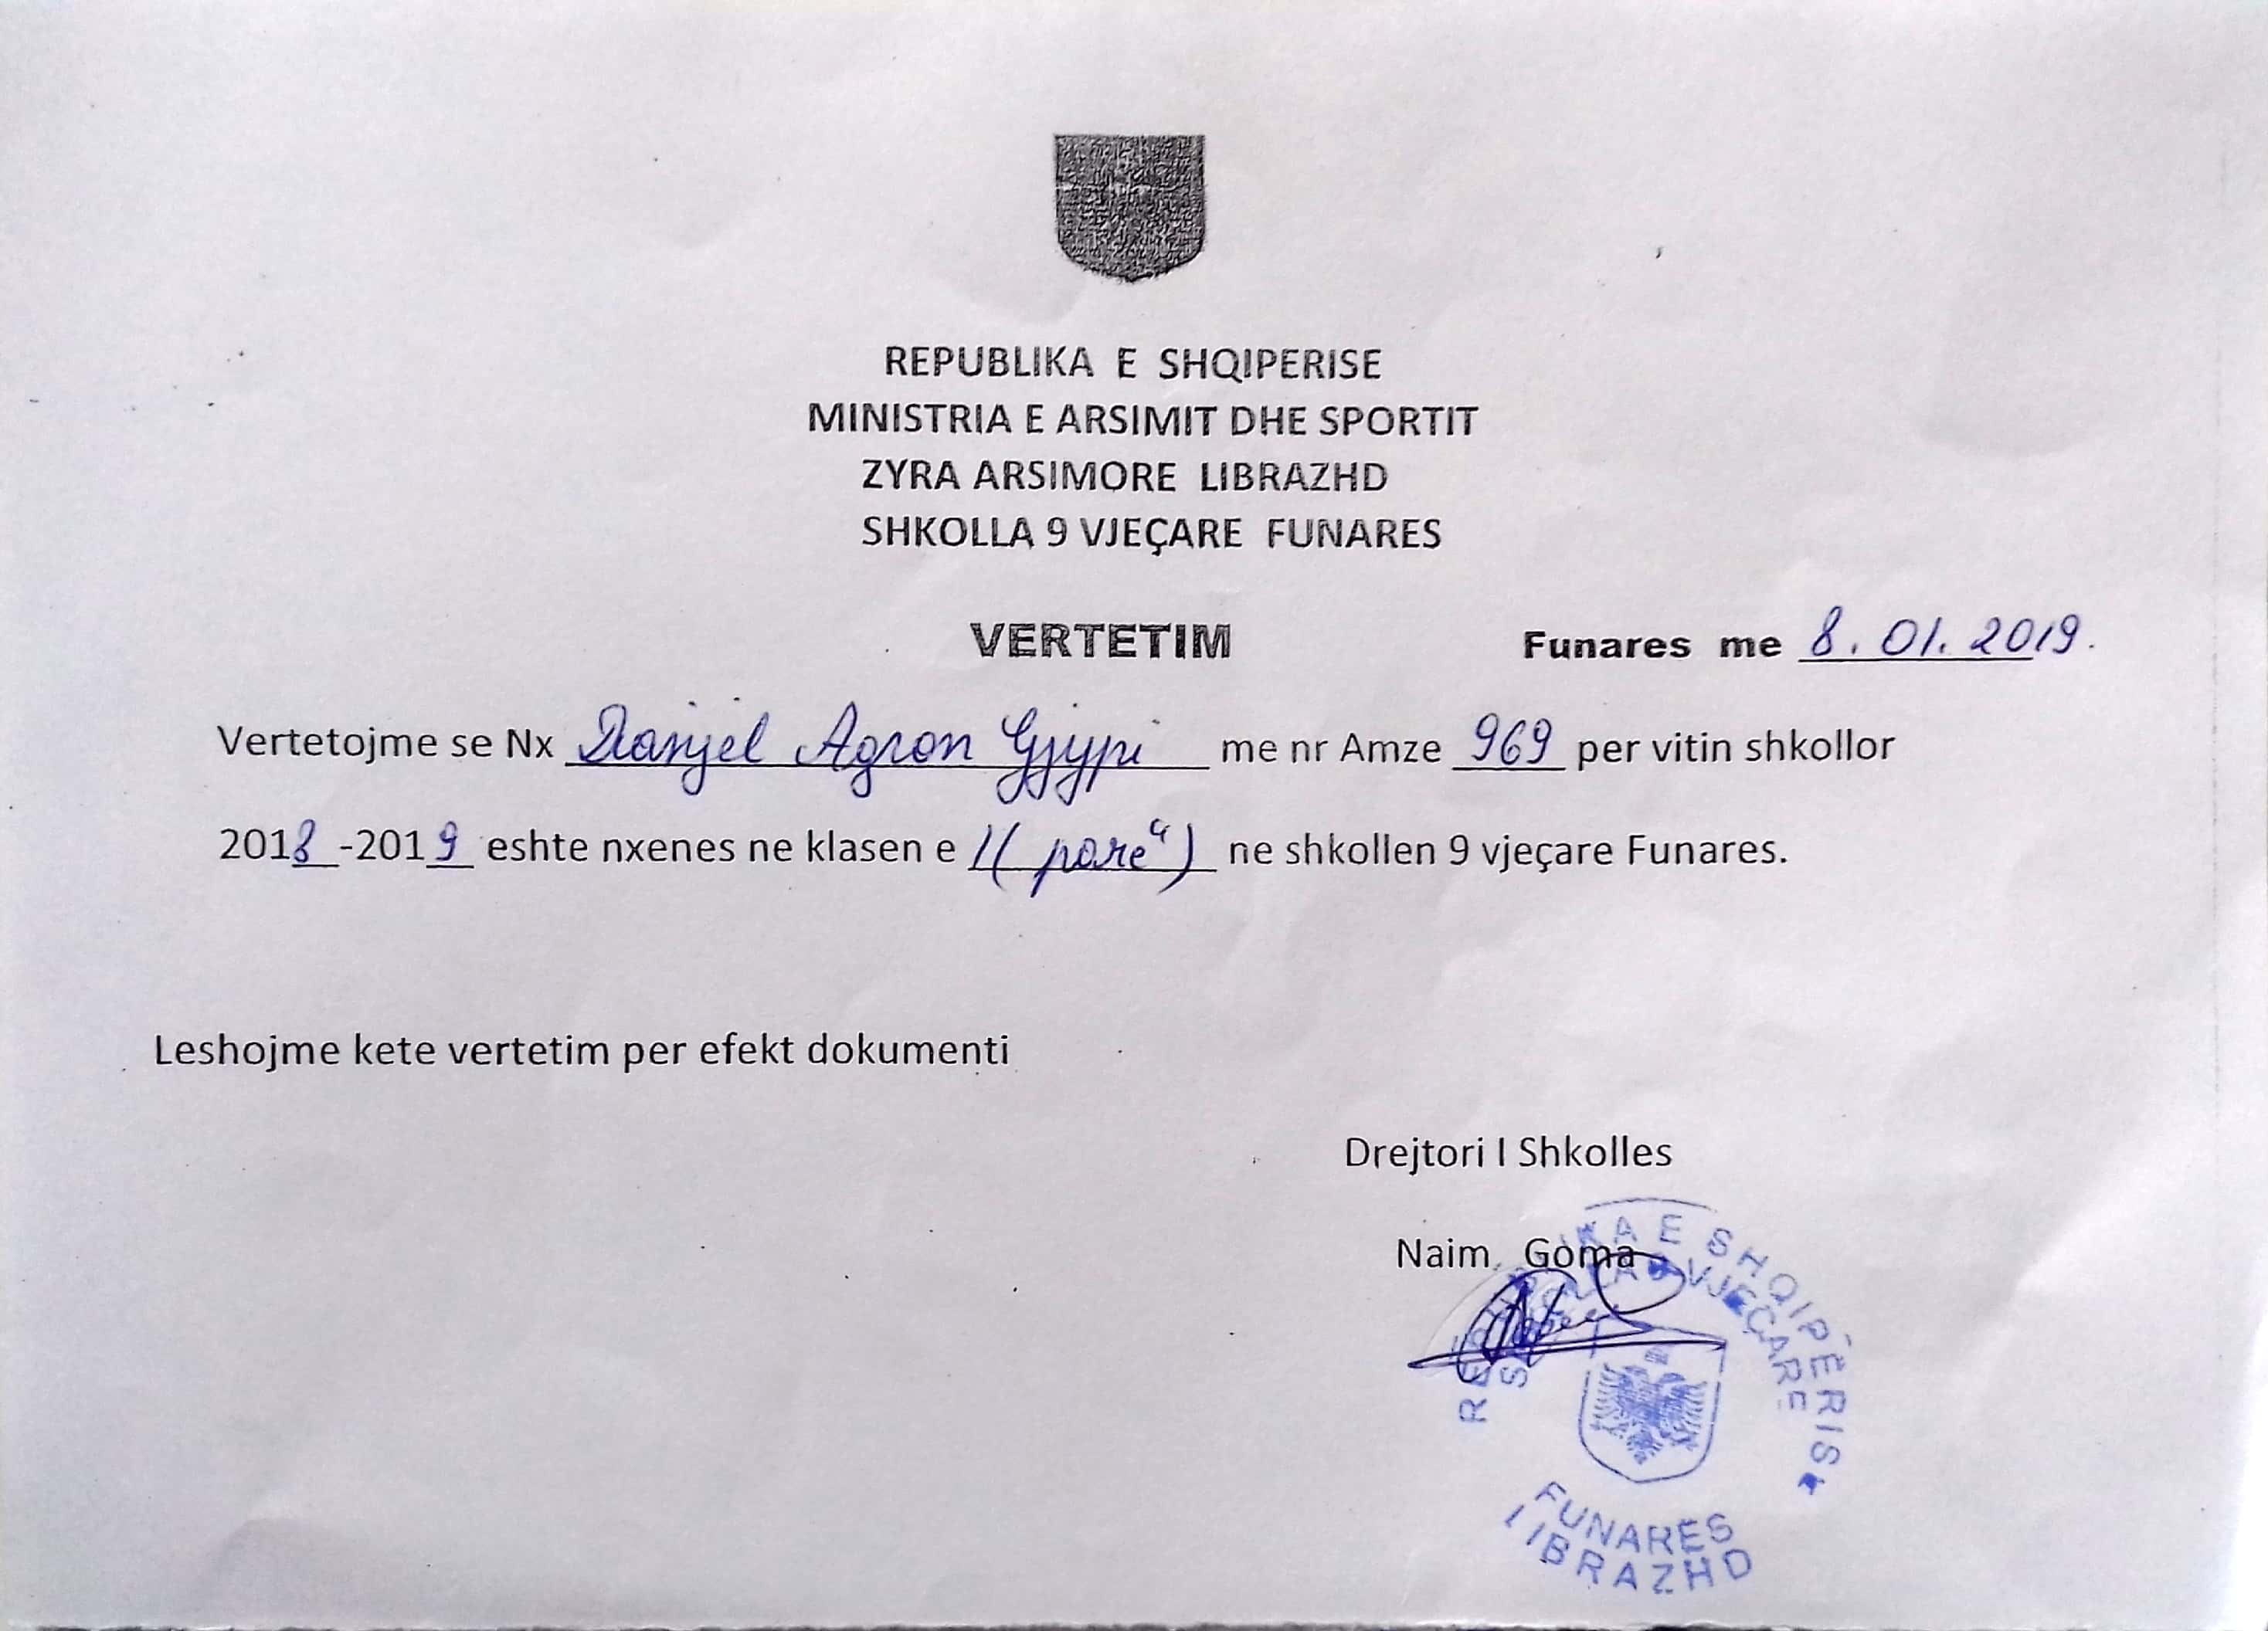 REPUBLIKA E SHQIPERISE
MINISTRIA E ARSIMIT DHE SPORTIT
ZYRA ARSIMORE LIBRAZHD
SHKOLLA 9 VJEÇARE FUNARES
VERTETIM Funares me 8.01.2019.
Vertetojme se Nx Danjel Agron Gjypi me nr Amze 969 per vitin shkollor
2018-2019 eshte nxenes ne klasen e I (parë) ne shkollen 9 vjeçare Funares.
Leshojme kete vertetim per efekt dokumenti
Drejtori I Shkolles
Naim Goma
REPUBLIKA E SHQIPËRIS
SHKOLLA 9 VJEÇARE
FUNARES
LIBRAZHD